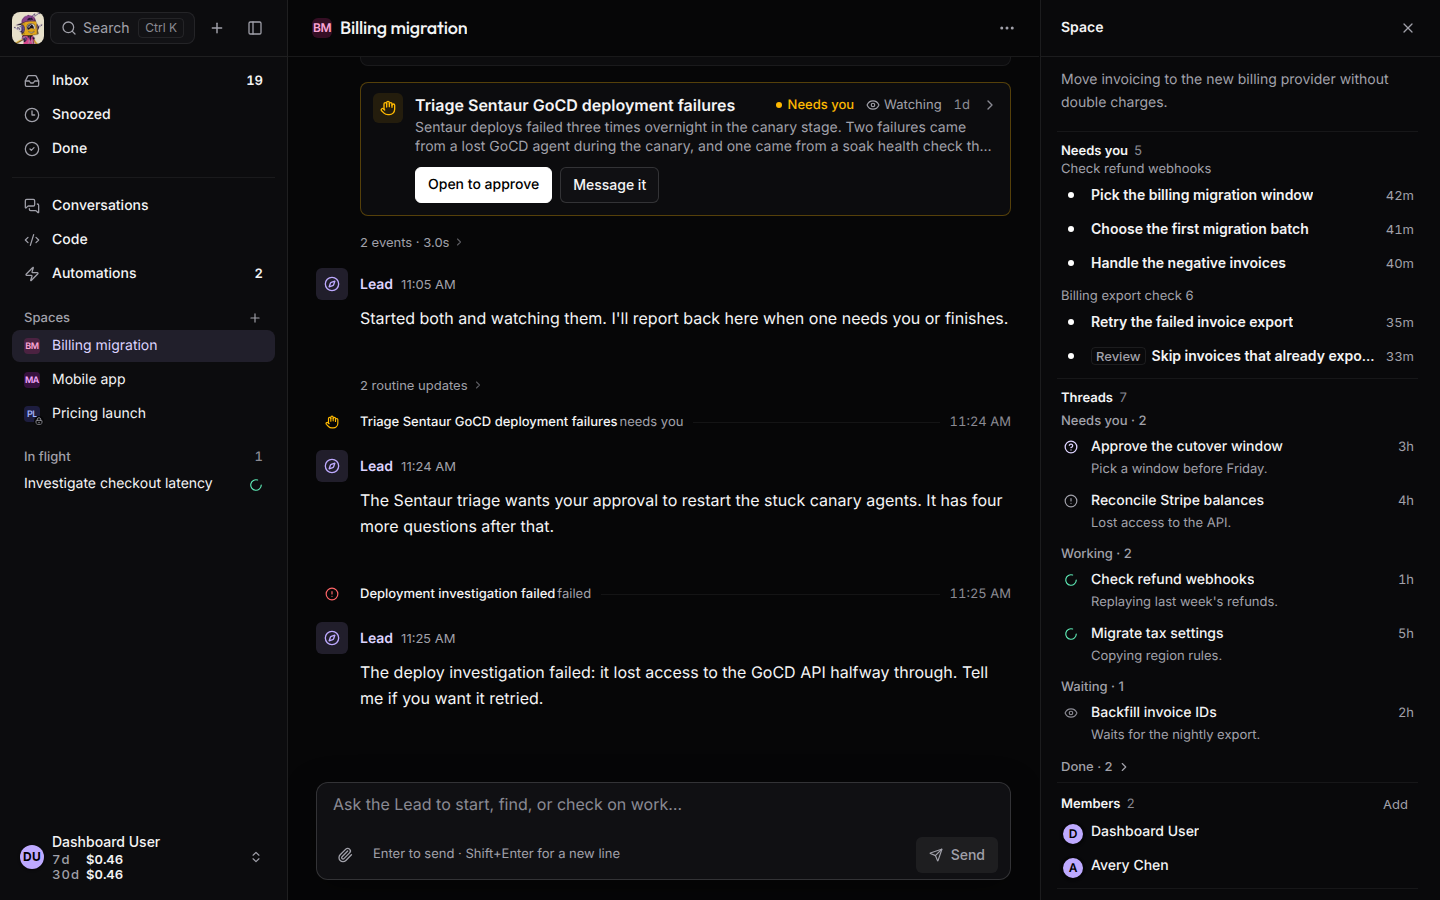 Search Ctrl K
Inbox 19
Snoozed
Done
Conversations
Code
Automations 2
Spaces
BM Billing migration
MA Mobile app
PL Pricing launch
In flight 1
Investigate checkout latency
DU Dashboard User
7d $0.46
30d $0.46
BM Billing migration
Triage Sentaur GoCD deployment failures Needs you Watching 1d
Sentaur deploys failed three times overnight in the canary stage. Two failures came
from a lost GoCD agent during the canary, and one came from a soak health check th...
Open to approve Message it
2 events · 3.0s
Lead 11:05 AM
Started both and watching them. I'll report back here when one needs you or finishes.
2 routine updates
Triage Sentaur GoCD deployment failures needs you 11:24 AM
Lead 11:24 AM
The Sentaur triage wants your approval to restart the stuck canary agents. It has four
more questions after that.
Deployment investigation failed failed 11:25 AM
Lead 11:25 AM
The deploy investigation failed: it lost access to the GoCD API halfway through. Tell
me if you want it retried.
Ask the Lead to start, find, or check on work...
Enter to send · Shift+Enter for a new line Send
Space
Move invoicing to the new billing provider without
double charges.
Needs you 5
Check refund webhooks
Pick the billing migration window 42m
Choose the first migration batch 41m
Handle the negative invoices 40m
Billing export check 6
Retry the failed invoice export 35m
Review Skip invoices that already expo... 33m
Threads 7
Needs you · 2
Approve the cutover window 3h
Pick a window before Friday.
Reconcile Stripe balances 4h
Lost access to the API.
Working · 2
Check refund webhooks 1h
Replaying last week's refunds.
Migrate tax settings 5h
Copying region rules.
Waiting · 1
Backfill invoice IDs 2h
Waits for the nightly export.
Done · 2
Members 2 Add
D Dashboard User
A Avery Chen